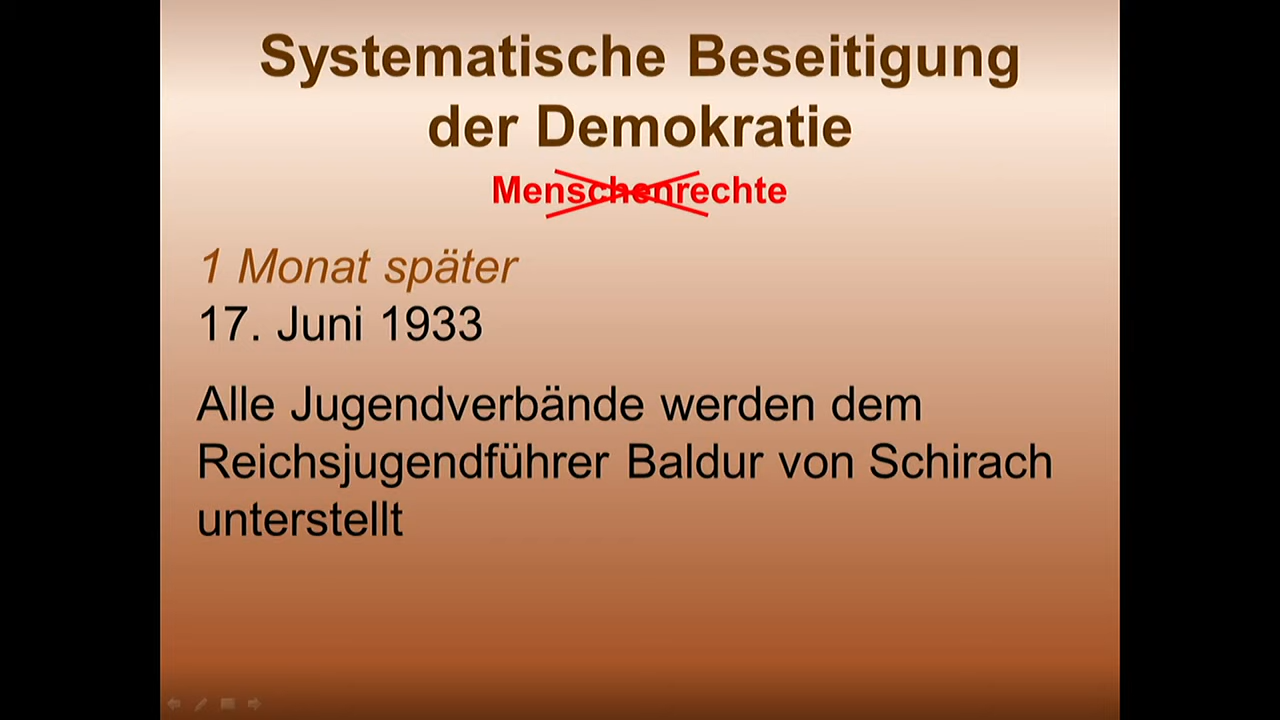 Systematische Beseitigung
der Demokratie
Menschenrechte
1 Monat später
17. Juni 1933
Alle Jugendverbände werden dem
Reichsjugendführer Baldur von Schirach
unterstellt